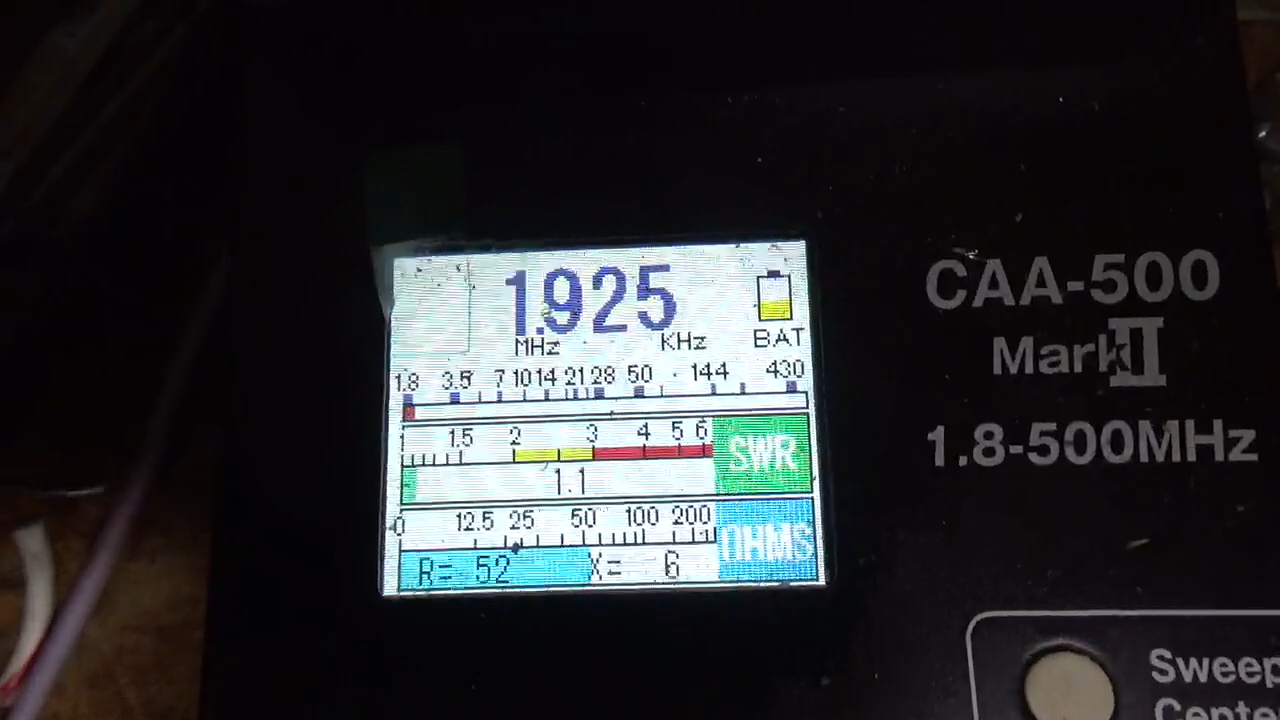 1.925
MHz KHz BAT
1.8 3.5 7 10 14 21 28 50 144 430
1 1.5 2 3 4 5 6 SWR
1.1
0 12.5 25 50 100 200 OHMS
R= 52 X= 6
CAA-500
MarkII
1.8-500MHz
Sweep
Cente